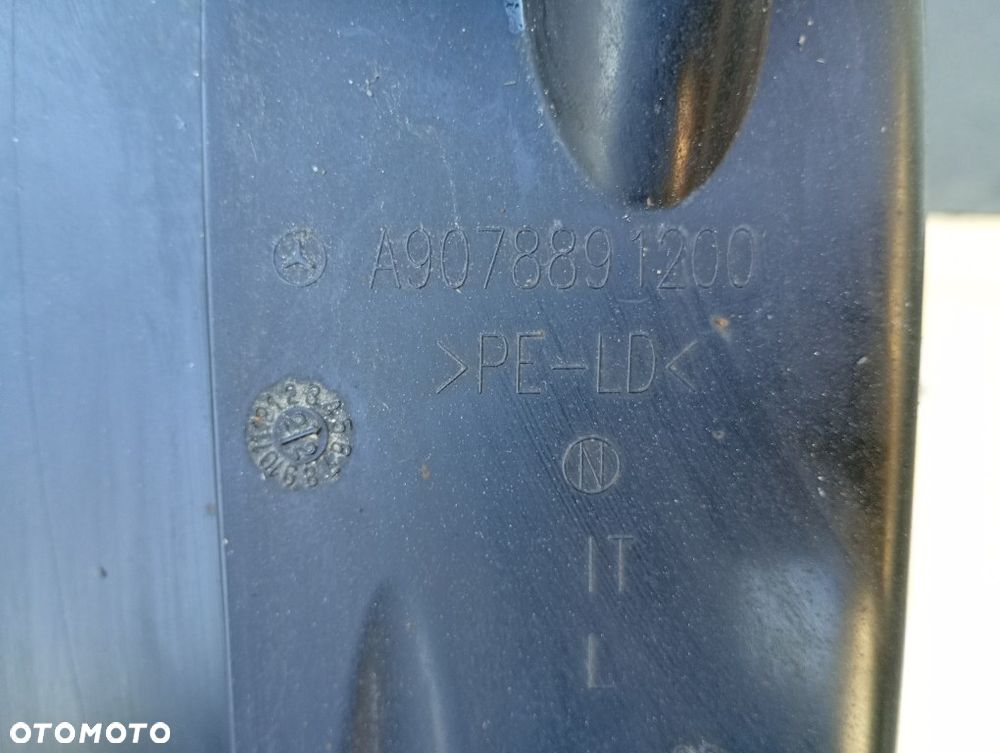 A9078891200
>PE-LD<
N
IT
L
OTOMOTO